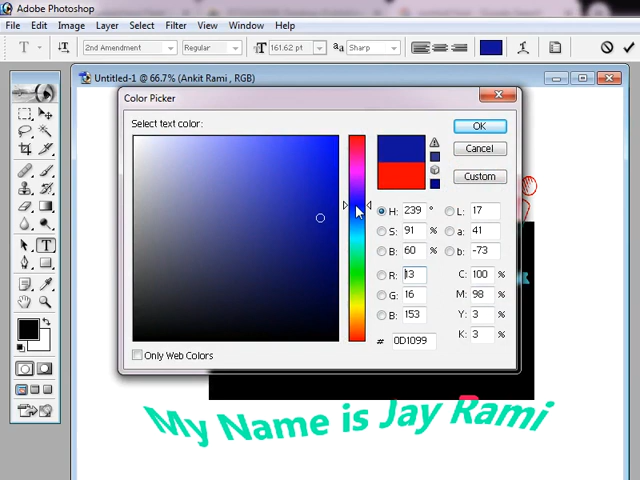 Adobe Photoshop
File Edit Image Layer Select Filter View Window Help
T T 2nd Amendment Regular T 161.62 pt aa Sharp
Untitled-1 @ 66.7% (Ankit Rami , RGB)
Color Picker
Select text color:
OK
Cancel
Custom
H: 239 ° L: 17
S: 91 % a: 41
B: 60 % b: -73
R: 13 C: 100 %
G: 16 M: 98 %
B: 153 Y: 3 %
# 0D1099 K: 3 %
Only Web Colors
My Name is Jay Rami